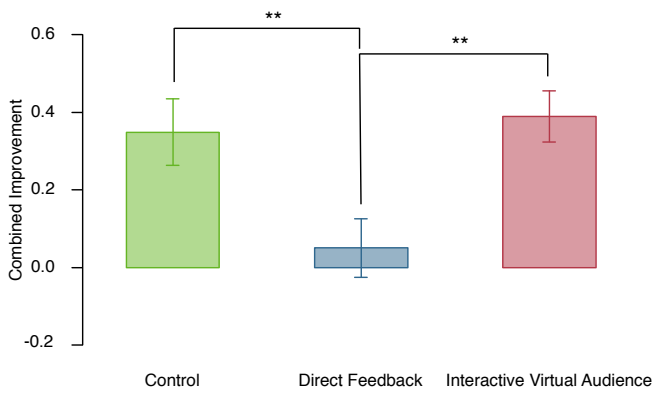 **
**
0.6
0.4
0.2
0.0
-0.2
Combined Improvement
Control
Direct Feedback
Interactive Virtual Audience